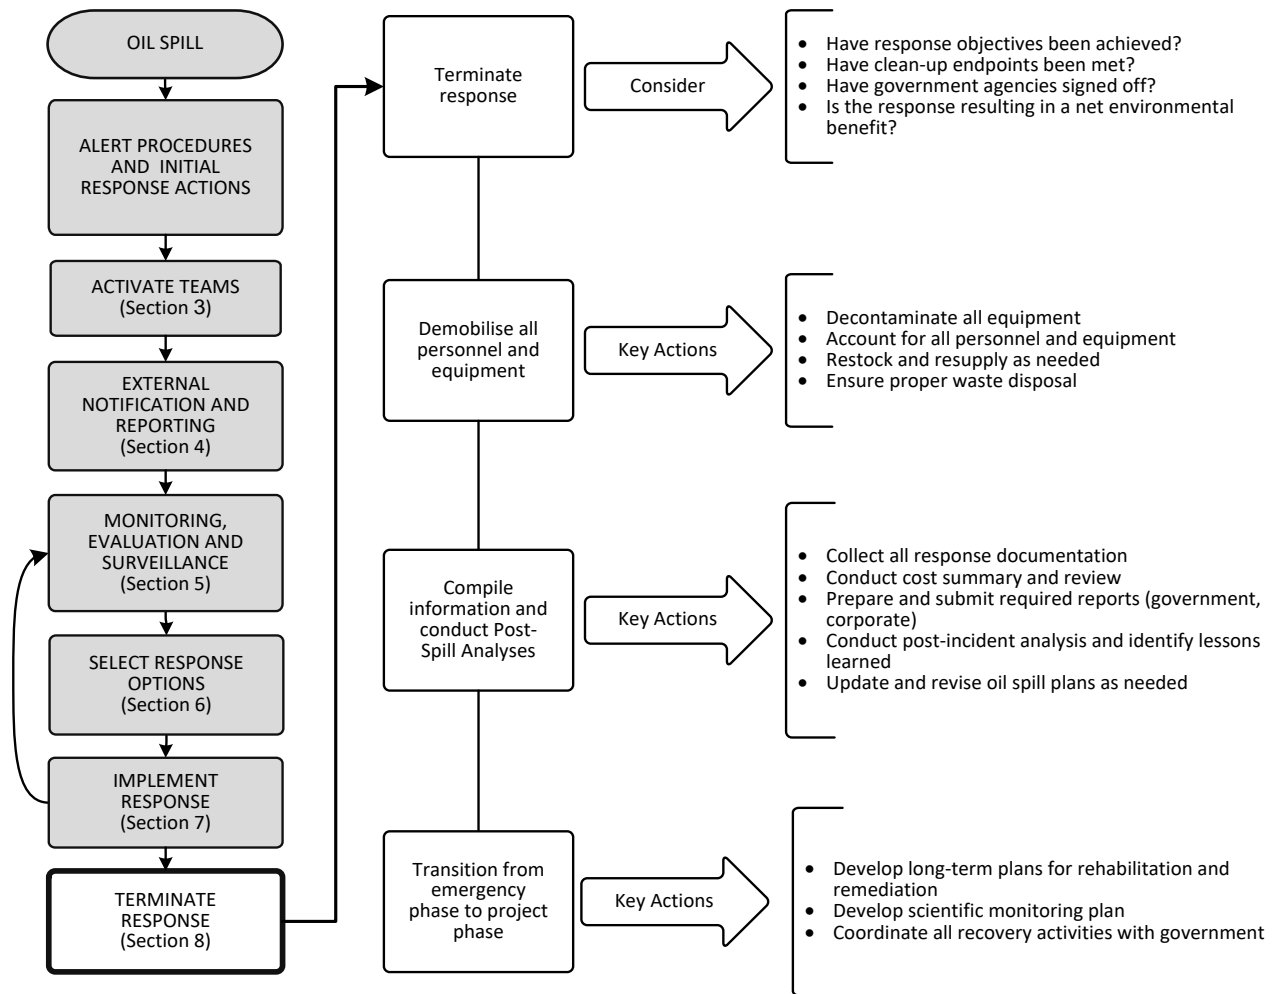 OIL SPILL
ALERT PROCEDURES
AND INITIAL
RESPONSE ACTIONS
ACTIVATE TEAMS
(Section 3)
EXTERNAL
NOTIFICATION AND
REPORTING
(Section 4)
MONITORING,
EVALUATION AND
SURVEILLANCE
(Section 5)
SELECT RESPONSE
OPTIONS
(Section 6)
IMPLEMENT
RESPONSE
(Section 7)
TERMINATE
RESPONSE
(Section 8)
Terminate
response
Consider
• Have response objectives been achieved?
• Have clean-up endpoints been met?
• Have government agencies signed off?
• Is the response resulting in a net environmental
benefit?
Demobilise all
personnel and
equipment
Key Actions
• Decontaminate all equipment
• Account for all personnel and equipment
• Restock and resupply as needed
• Ensure proper waste disposal
Compile
information and
conduct Post-
Spill Analyses
Key Actions
• Collect all response documentation
• Conduct cost summary and review
• Prepare and submit required reports (government,
corporate)
• Conduct post-incident analysis and identify lessons
learned
• Update and revise oil spill plans as needed
Transition from
emergency
phase to project
phase
Key Actions
• Develop long-term plans for rehabilitation and
remediation
• Develop scientific monitoring plan
• Coordinate all recovery activities with government